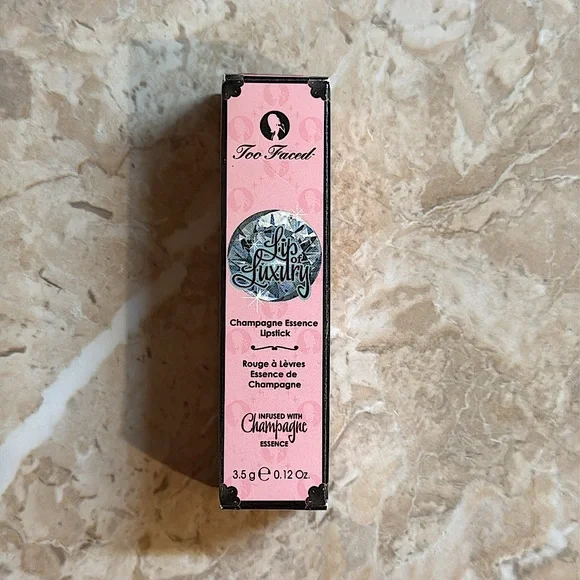 Too Faced
Lip
of
Luxury
Champagne Essence
Lipstick
Rouge à Lèvres
Essence de
Champagne
INFUSED WITH
Champagne
ESSENCE
3.5 g ℮ 0.12 Oz.